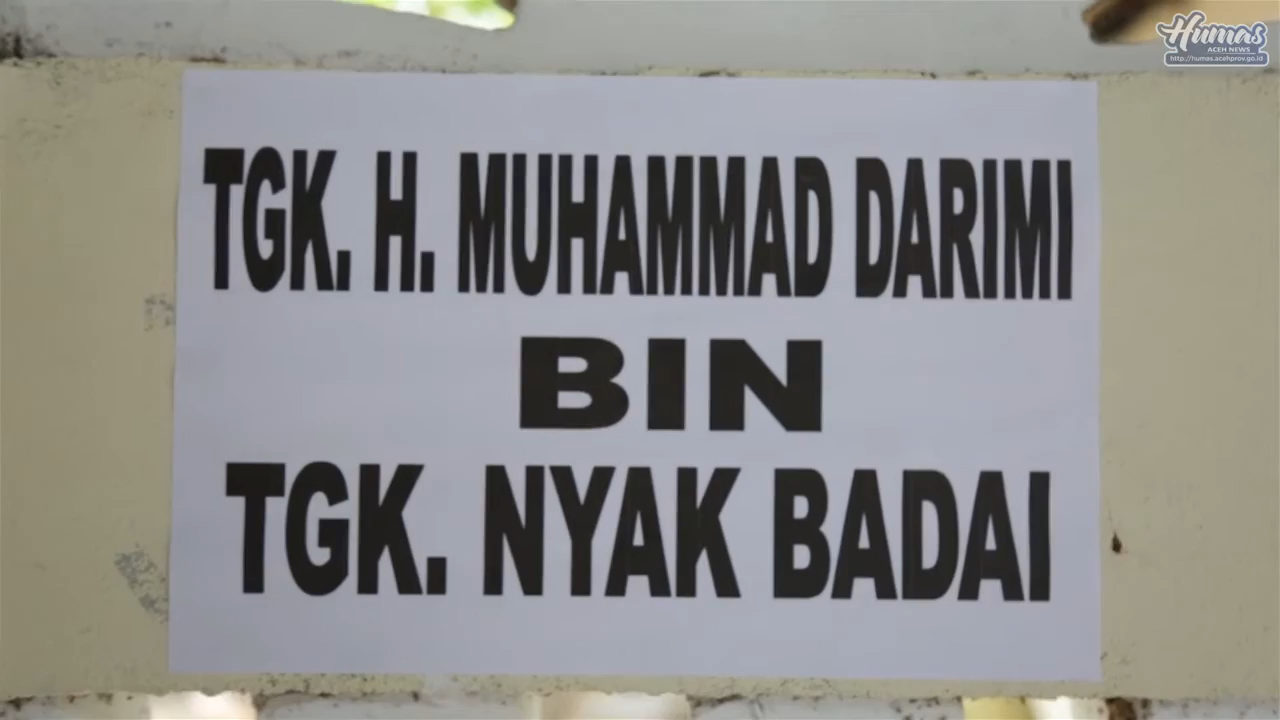 Humas
ACEH NEWS
http://humas.acehprov.go.id
TGK. H. MUHAMMAD DARIMI
BIN
TGK. NYAK BADAI